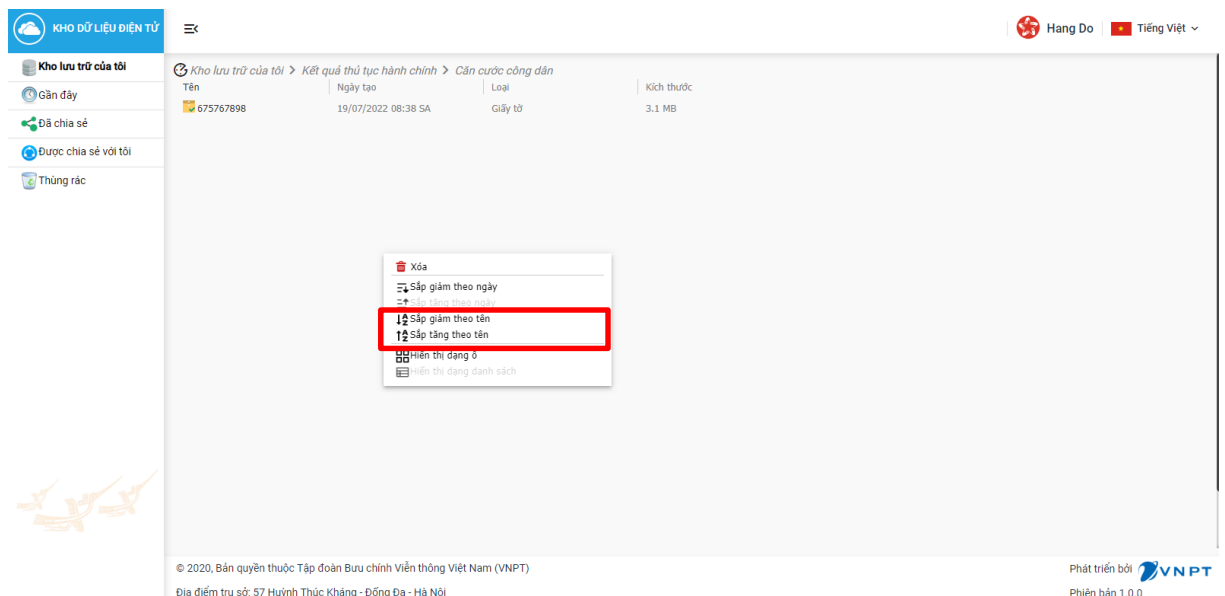 KHO DỮ LIỆU ĐIỆN TỬ
Hang Do
Tiếng Việt
Kho lưu trữ của tôi
Gần đây
Đã chia sẻ
Được chia sẻ với tôi
Thùng rác
Kho lưu trữ của tôi > Kết quả thủ tục hành chính > Căn cước công dân
Tên Ngày tạo Loại Kích thước
675767898 19/07/2022 08:38 SA Giấy tờ 3.1 MB
Xóa
Sắp giảm theo ngày
Sắp tăng theo ngày
Sắp giảm theo tên
Sắp tăng theo tên
Hiển thị dạng ô
Hiển thị dạng danh sách
© 2020, Bản quyền thuộc Tập đoàn Bưu chính Viễn thông Việt Nam (VNPT)
Phát triển bởi VNPT
Địa điểm trụ sở: 57 Huỳnh Thúc Kháng - Đống Đa - Hà Nội
Phiên bản 1.0.0